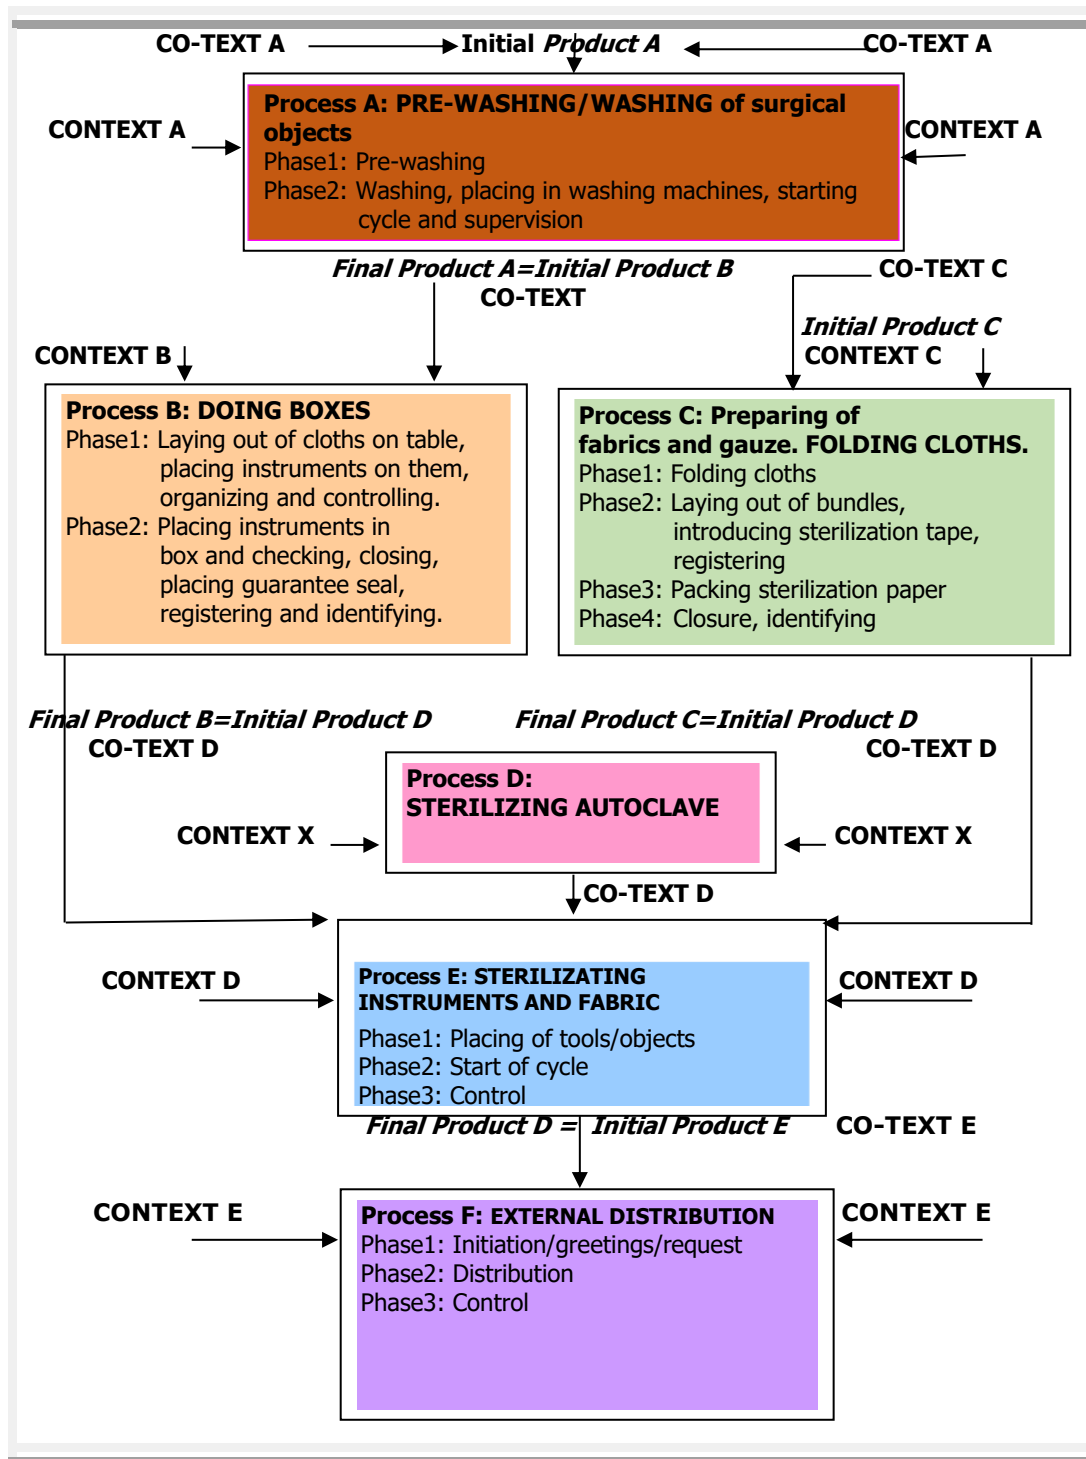 CO-TEXT A Initial Product A CO-TEXT A
Process A: PRE-WASHING/WASHING of surgical
objects
CONTEXT A CONTEXT A
Phase1: Pre-washing
Phase2: Washing, placing in washing machines, starting
cycle and supervision
Final Product A=Initial Product B CO-TEXT C
CO-TEXT
Initial Product C
CONTEXT B CONTEXT C
Process B: DOING BOXES
Phase1: Laying out of cloths on table,
placing instruments on them,
organizing and controlling.
Phase2: Placing instruments in
box and checking, closing,
placing guarantee seal,
registering and identifying.
Process C: Preparing of
fabrics and gauze. FOLDING CLOTHS.
Phase1: Folding cloths
Phase2: Laying out of bundles,
introducing sterilization tape,
registering
Phase3: Packing sterilization paper
Phase4: Closure, identifying
Final Product B=Initial Product D Final Product C=Initial Product D
CO-TEXT D CO-TEXT D
Process D:
STERILIZING AUTOCLAVE
CONTEXT X CONTEXT X
CO-TEXT D
CONTEXT D CONTEXT D
Process E: STERILIZATING
INSTRUMENTS AND FABRIC
Phase1: Placing of tools/objects
Phase2: Start of cycle
Phase3: Control
Final Product D = Initial Product E CO-TEXT E
CONTEXT E CONTEXT E
Process F: EXTERNAL DISTRIBUTION
Phase1: Initiation/greetings/request
Phase2: Distribution
Phase3: Control